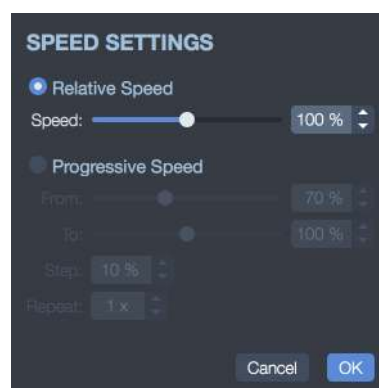 SPEED SETTINGS
Relative Speed
Speed: 100 %
Progressive Speed
From: 70 %
To: 100 %
Step: 10 %
Repeat: 1 x
Cancel OK